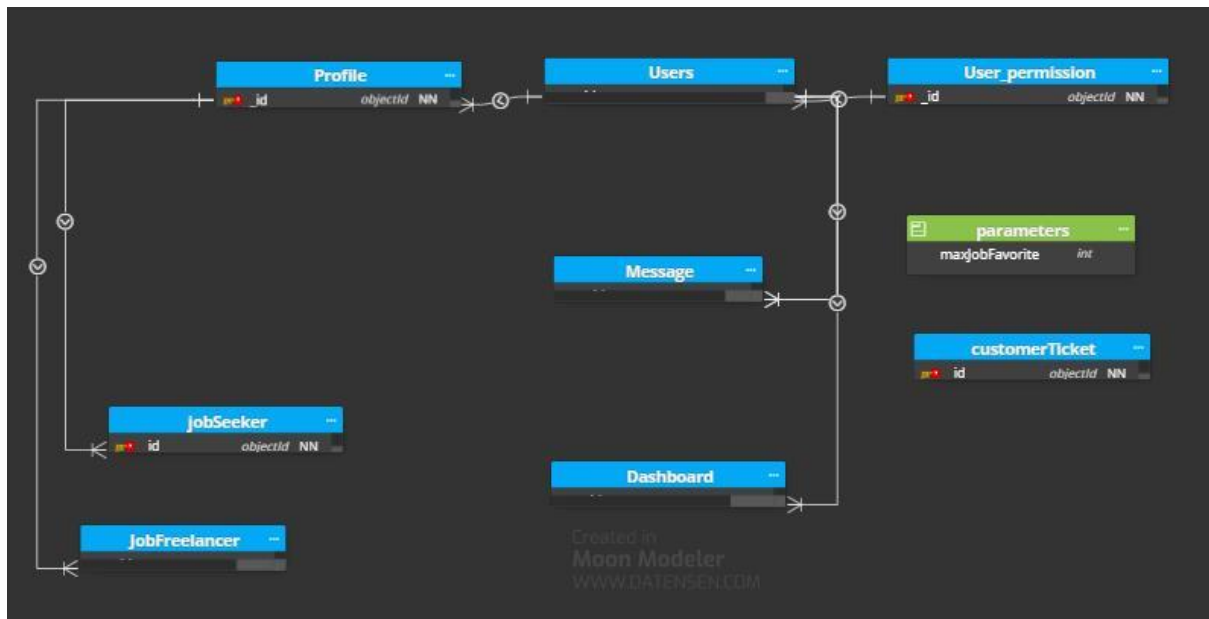 Profile
_id objectId NN
Users
User_permission
_id objectId NN
parameters
maxJobFavorite int
Message
customerTicket
id objectId NN
jobSeeker
id objectId NN
Dashboard
JobFreelancer
Created in
Moon Modeler
WWW.DATENSEN.COM